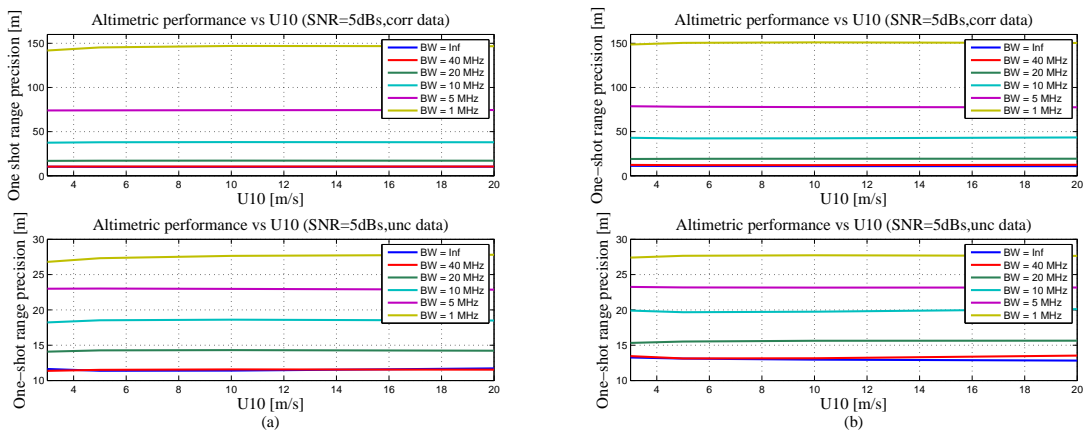 Altimetric performance vs U10 (SNR=5dBs,corr data)
One shot range precision [m]
150
100
50
0
BW = Inf
BW = 40 MHz
BW = 20 MHz
BW = 10 MHz
BW = 5 MHz
BW = 1 MHz
4 6 8 10 12 14 16 18 20
U10 [m/s]
Altimetric performance vs U10 (SNR=5dBs,unc data)
One−shot range precision [m]
30
25
20
15
10
BW = Inf
BW = 40 MHz
BW = 20 MHz
BW = 10 MHz
BW = 5 MHz
BW = 1 MHz
4 6 8 10 12 14 16 18 20
U10 [m/s]
(a)
Altimetric performance vs U10 (SNR=5dBs,corr data)
One−shot range precision [m]
150
100
50
0
BW = Inf
BW = 40 MHz
BW = 20 MHz
BW = 10 MHz
BW = 5 MHz
BW = 1 MHz
4 6 8 10 12 14 16 18 20
U10 [m/s]
Altimetric performance vs U10 (SNR=5dBs,unc data)
One−shot range precision [m]
30
25
20
15
10
BW = Inf
BW = 40 MHz
BW = 20 MHz
BW = 10 MHz
BW = 5 MHz
BW = 1 MHz
4 6 8 10 12 14 16 18 20
U10 [m/s]
(b)